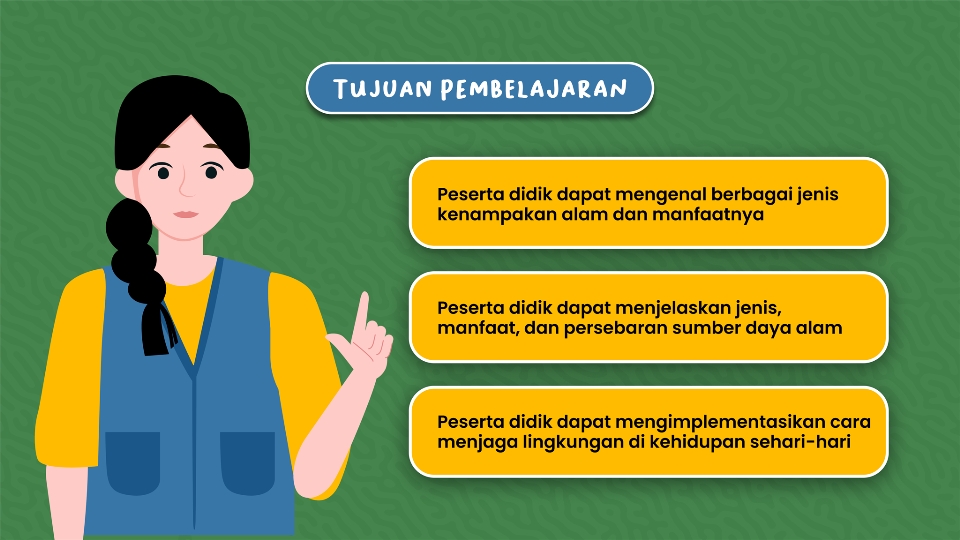 TUJUAN PEMBELAJARAN
Peserta didik dapat mengenal berbagai jenis
kenampakan alam dan manfaatnya
Peserta didik dapat menjelaskan jenis,
manfaat, dan persebaran sumber daya alam
Peserta didik dapat mengimplementasikan cara
menjaga lingkungan di kehidupan sehari-hari